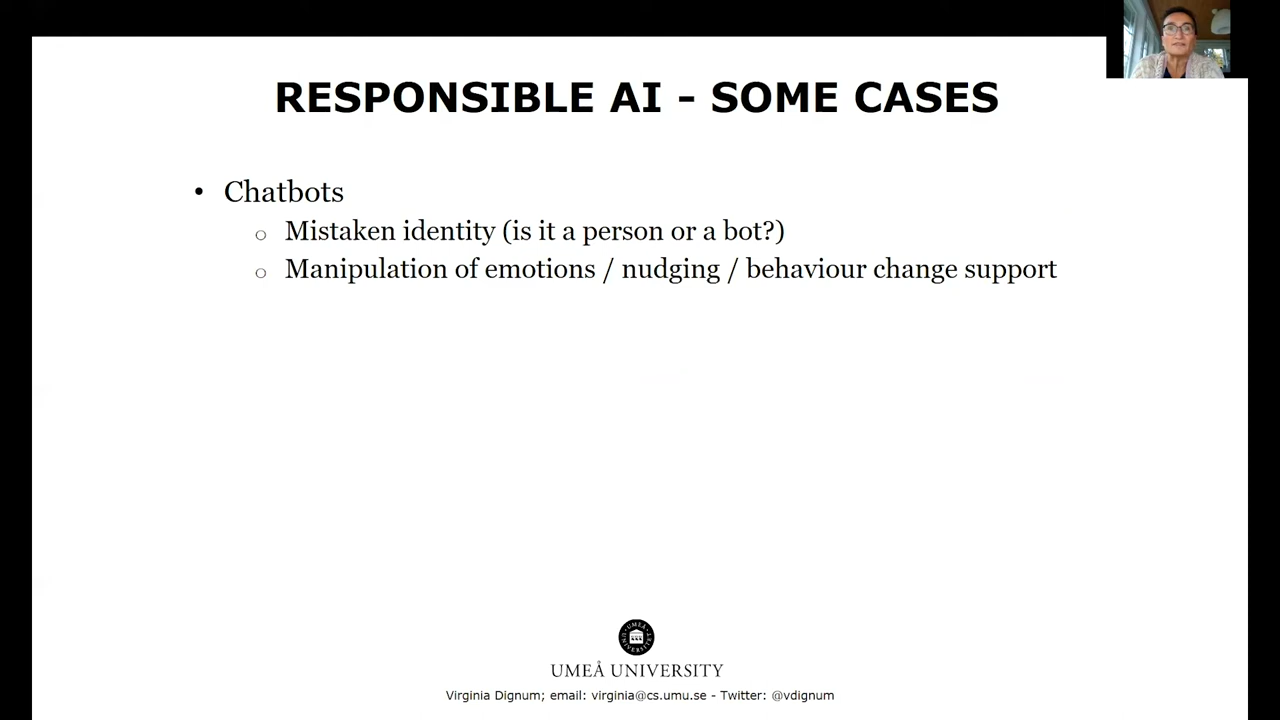 RESPONSIBLE AI - SOME CASES
• Chatbots
○ Mistaken identity (is it a person or a bot?)
○ Manipulation of emotions / nudging / behaviour change support
UMEÅ UNIVERSITY
Virginia Dignum; email: virginia@cs.umu.se - Twitter: @vdignum